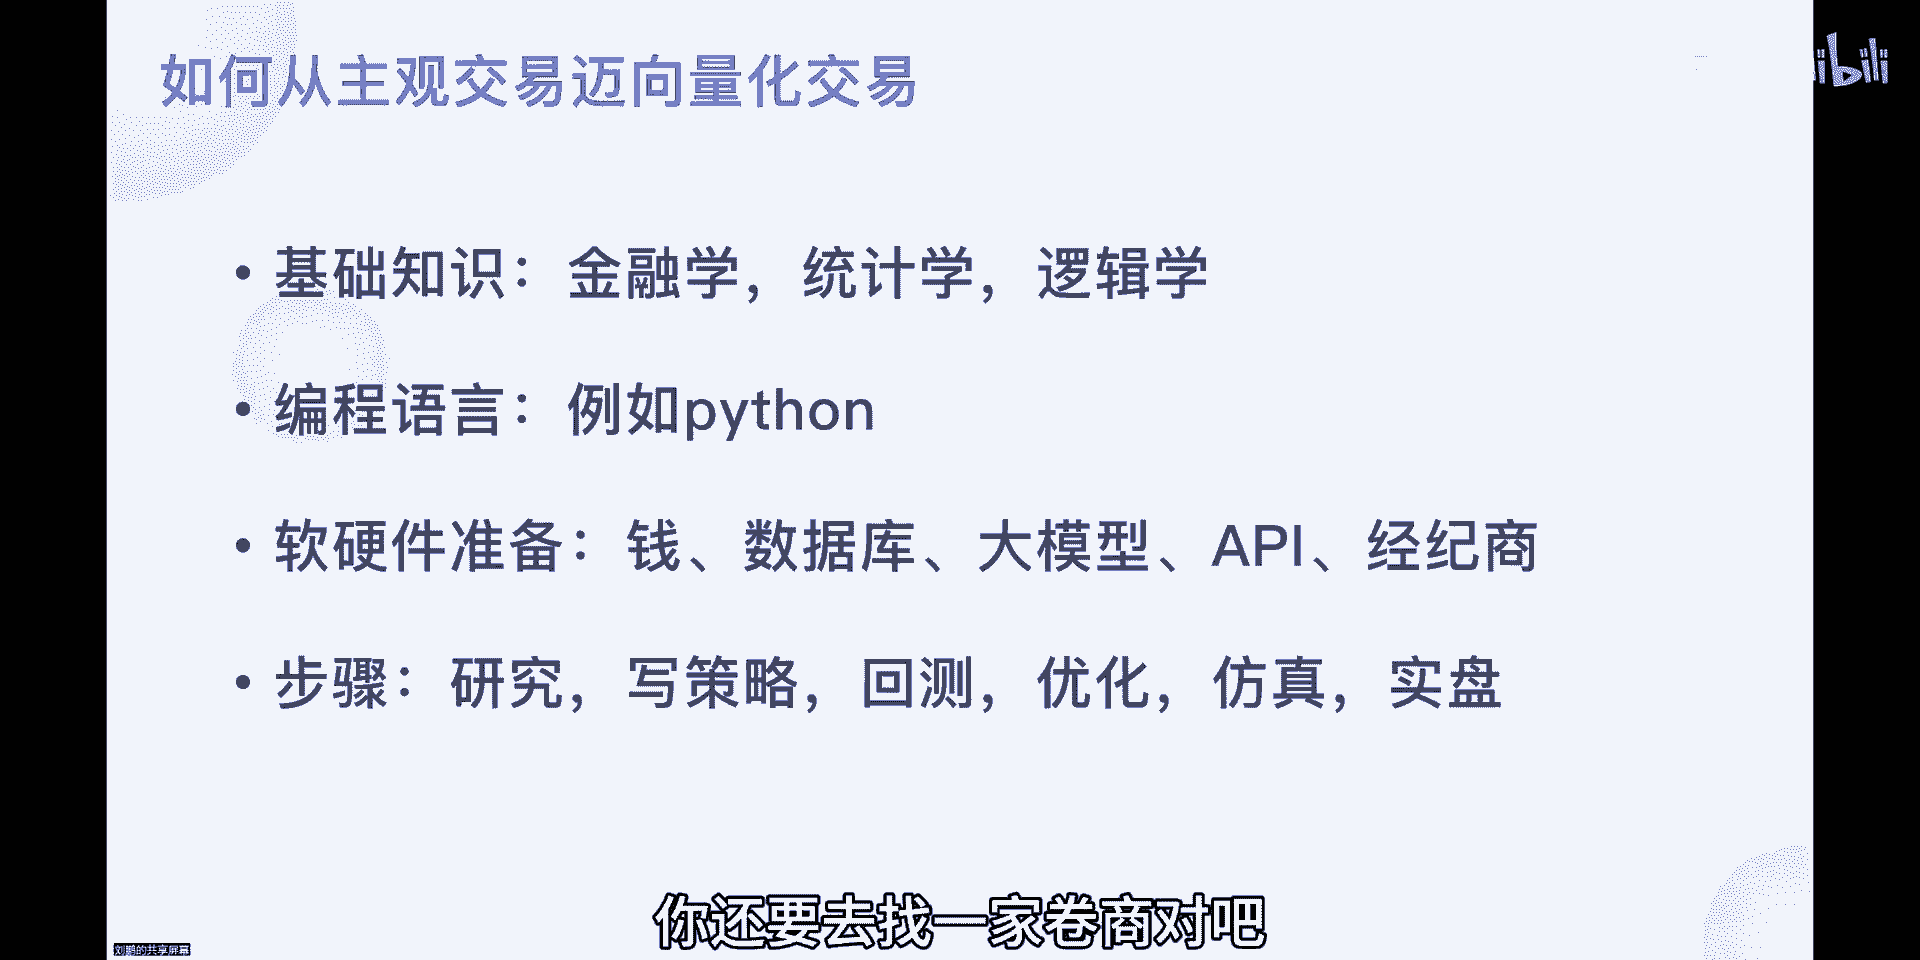 如何从主观交易迈向量化交易
bili
• 基础知识：金融学，统计学，逻辑学
• 编程语言：例如python
• 软硬件准备：钱、数据库、大模型、API、经纪商
• 步骤：研究，写策略，回测，优化，仿真，实盘
你还要去找一家卷商对吧
刘鹏的共享屏幕